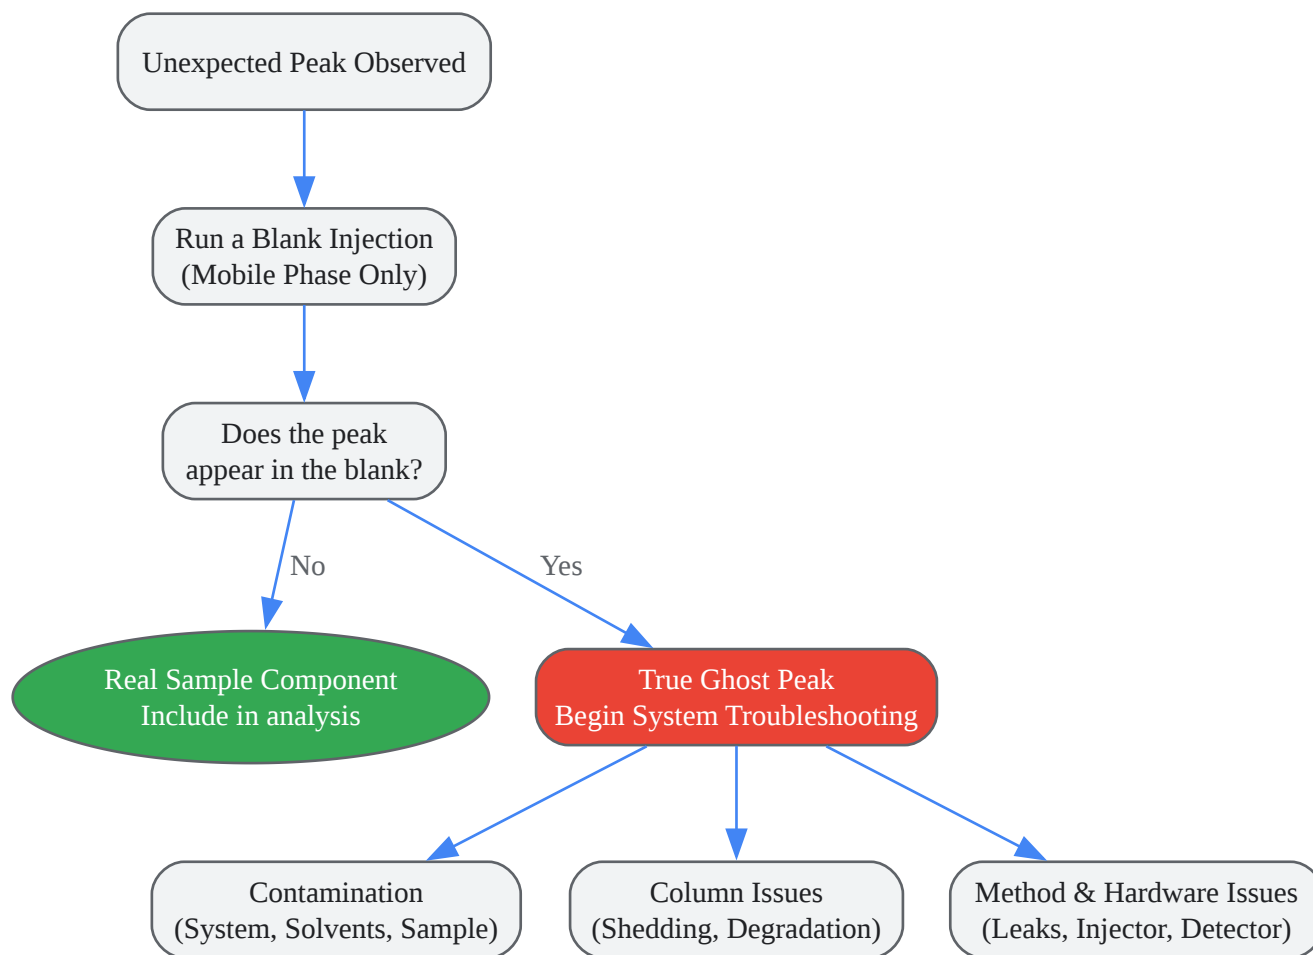 Unexpected Peak Observed
Run a Blank Injection
(Mobile Phase Only)
Does the peak
appear in the blank?
No
Yes
Real Sample Component
Include in analysis
True Ghost Peak
Begin System Troubleshooting
Contamination
(System, Solvents, Sample)
Column Issues
(Shedding, Degradation)
Method & Hardware Issues
(Leaks, Injector, Detector)